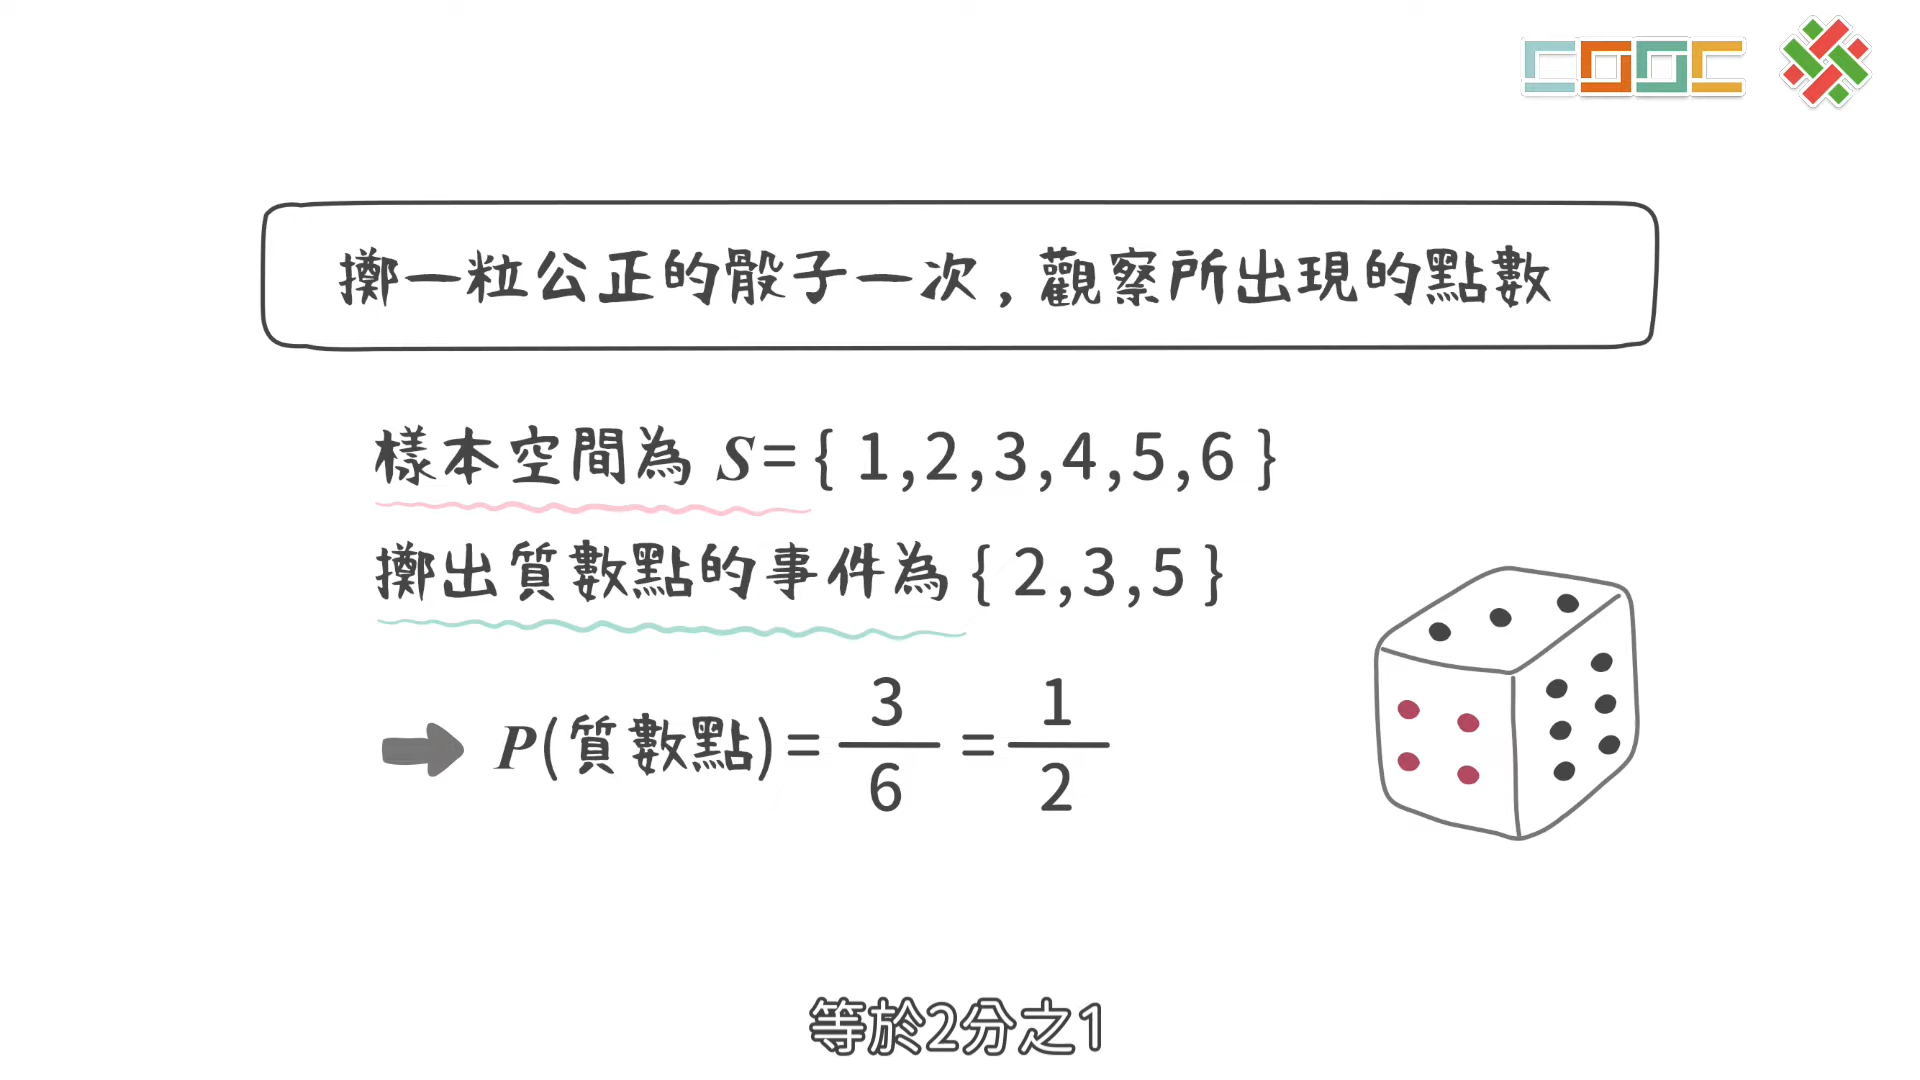 COOC
擲一粒公正的骰子一次,觀察所出現的點數
樣本空間為 S={ 1,2,3,4,5,6 }
擲出質數點的事件為{ 2,3,5 }
P(質數點)=3/6=1/2
等於2分之1